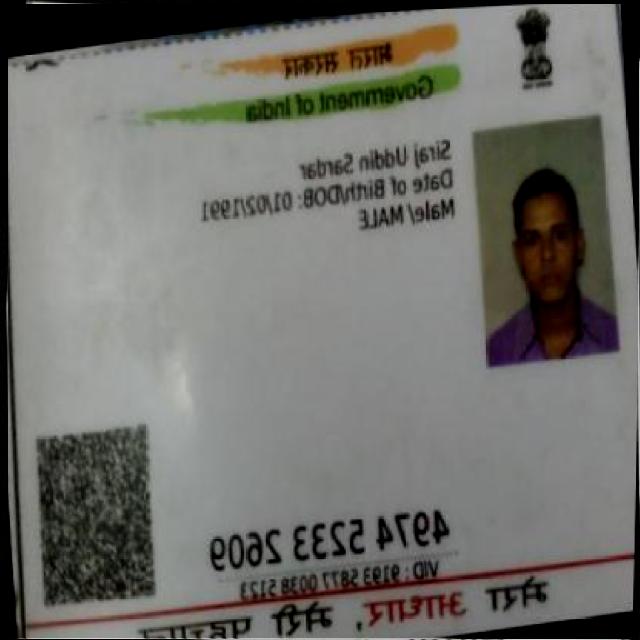 भारत सरकार
Government of India
Siraj Uddin Sardar
Date of Birth/DOB: 01/02/1991
Male/ MALE
4974 5233 2609
VID : 9193 5877 0038 5123
मेरा आधार, मेरी पहचान